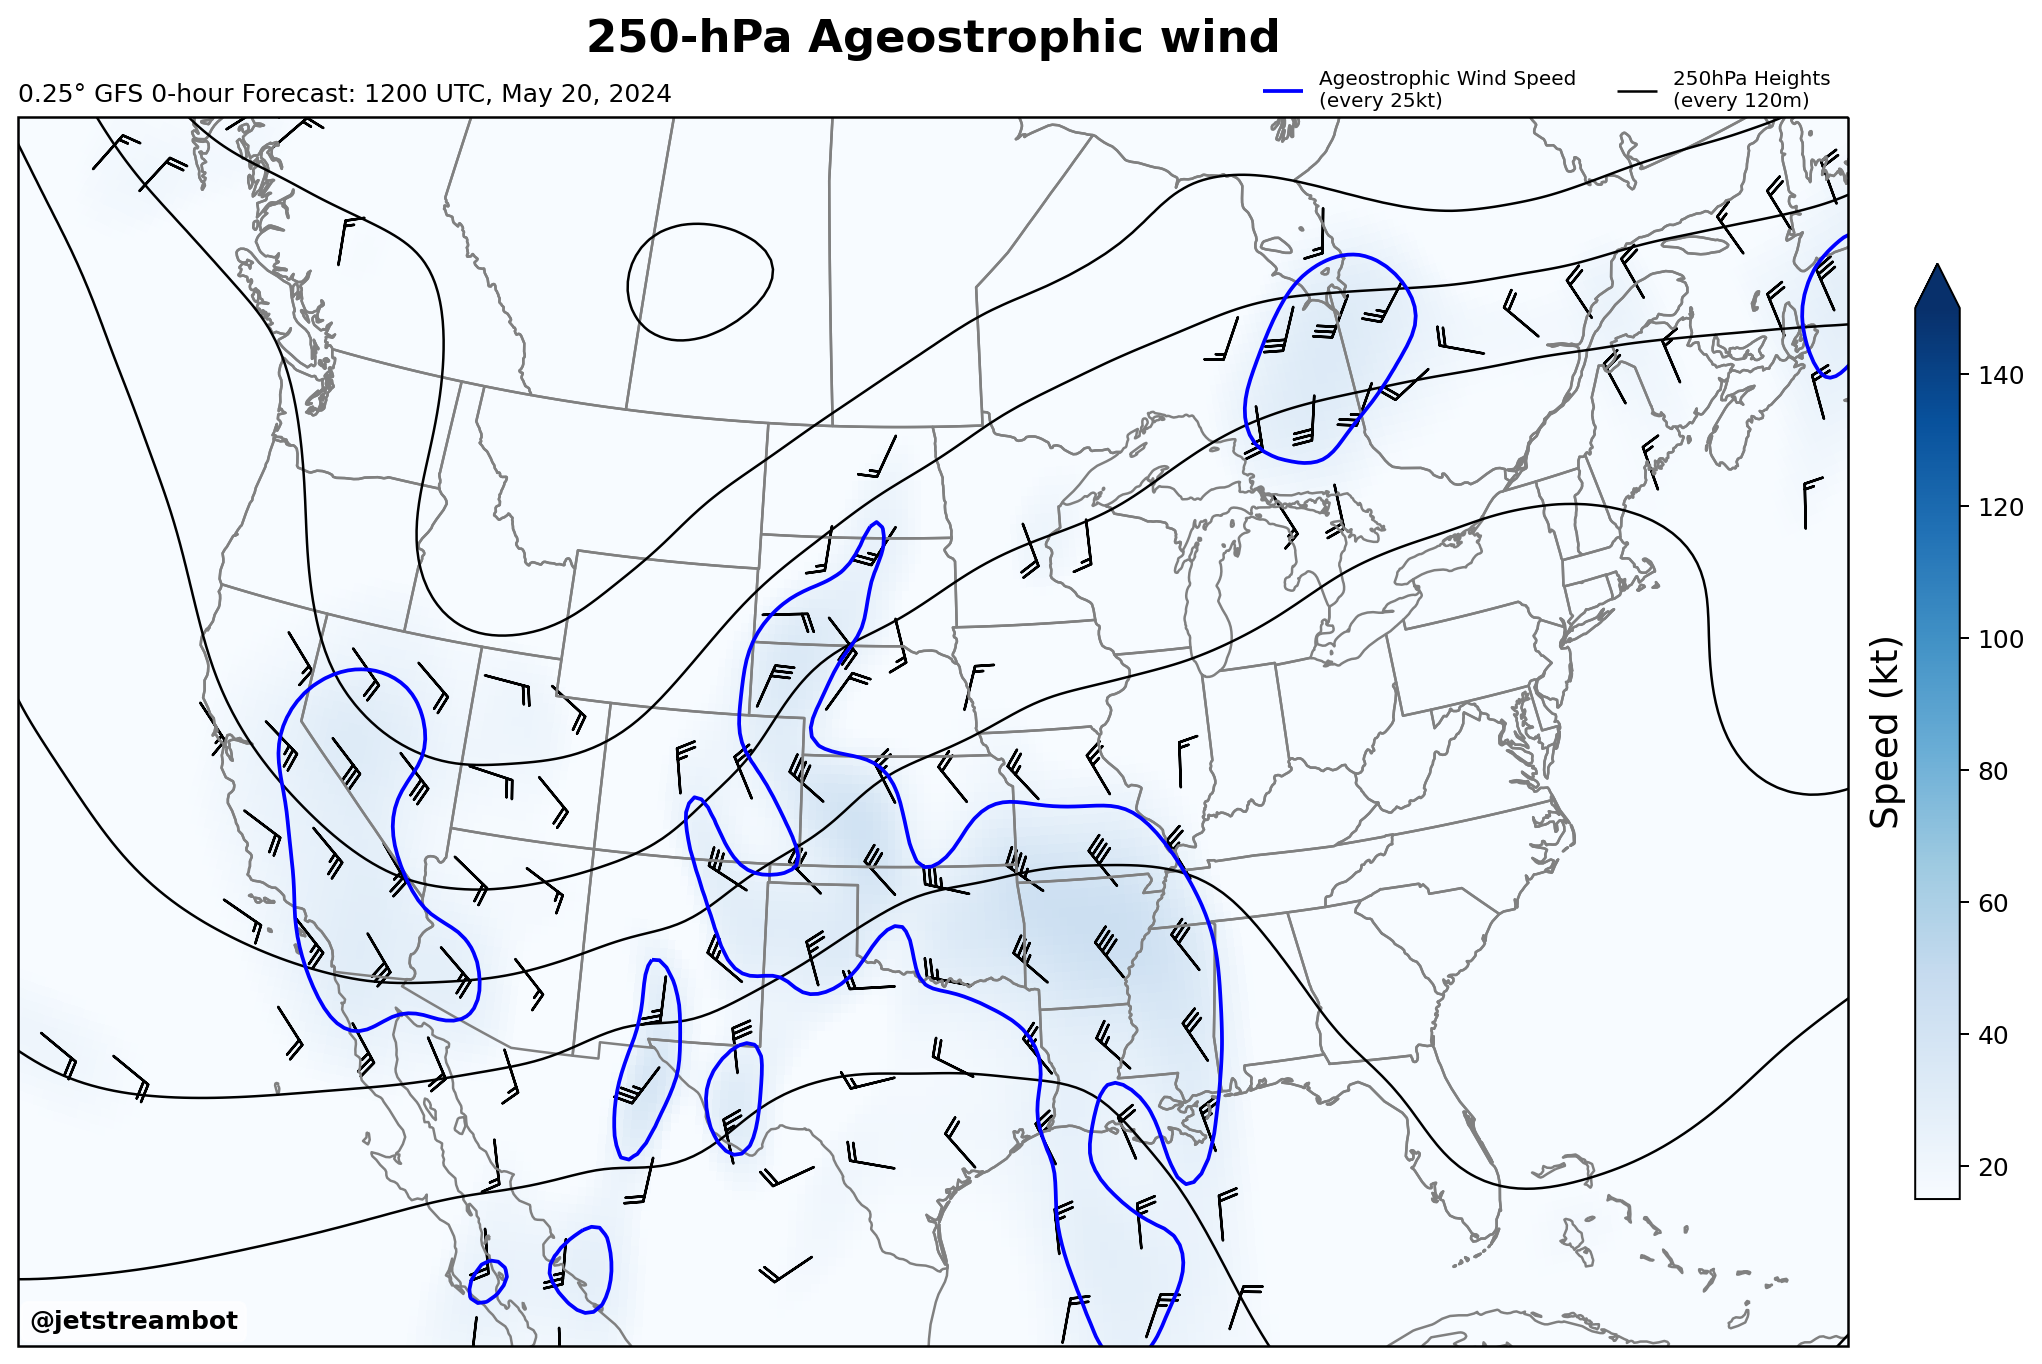 250-hPa Ageostrophic wind
0.25° GFS 0-hour Forecast: 1200 UTC, May 20, 2024
Ageostrophic Wind Speed
(every 25kt)
250hPa Heights
(every 120m)
140
120
100
80
60
40
20
Speed (kt)
@jetstreambot